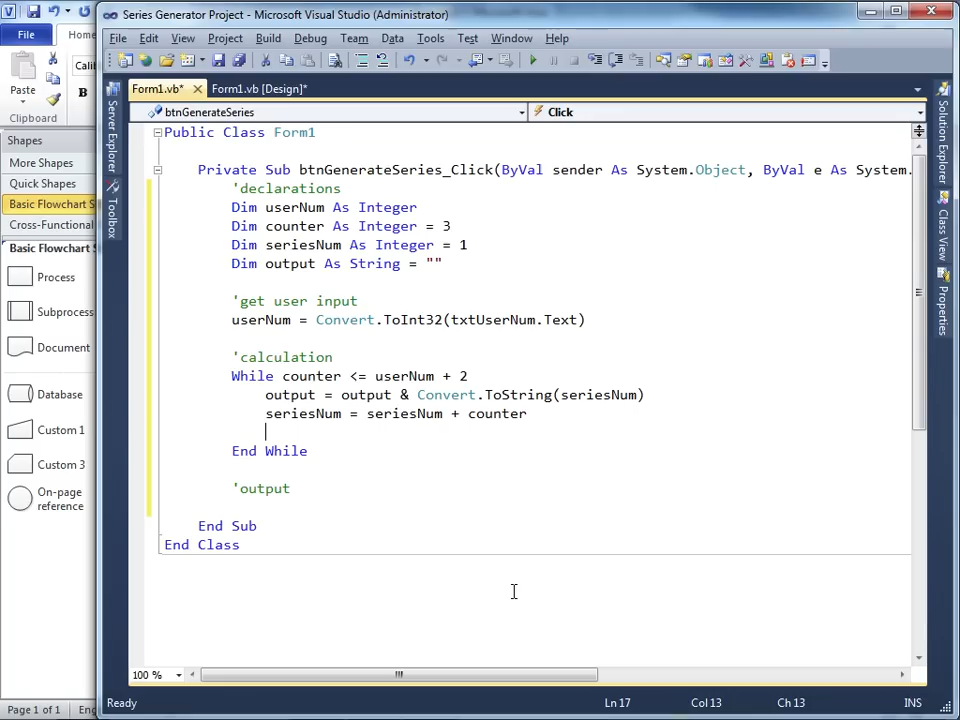 Series Generator Project - Microsoft Visual Studio (Administrator)
File Home
File Edit View Project Build Debug Team Data Tools Test Window Help
Paste
Calib
B
Clipboard
Form1.vb* Form1.vb [Design]*
btnGenerateSeries Click
Server Explorer
Toolbox
Solution Explorer
Class View
Properties
Shapes
More Shapes
Quick Shapes
Basic Flowchart S
Cross-Functional
Basic Flowchart S
Process
Subprocess
Document
Database
Custom 1
Custom 3
On-page
reference
Public Class Form1
Private Sub btnGenerateSeries_Click(ByVal sender As System.Object, ByVal e As System.
'declarations
Dim userNum As Integer
Dim counter As Integer = 3
Dim seriesNum As Integer = 1
Dim output As String = ""
'get user input
userNum = Convert.ToInt32(txtUserNum.Text)
'calculation
While counter <= userNum + 2
output = output & Convert.ToString(seriesNum)
seriesNum = seriesNum + counter
End While
'output
End Sub
End Class
100 %
Ready Ln 17 Col 13 Ch 13 INS
Page 1 of 1 Eng